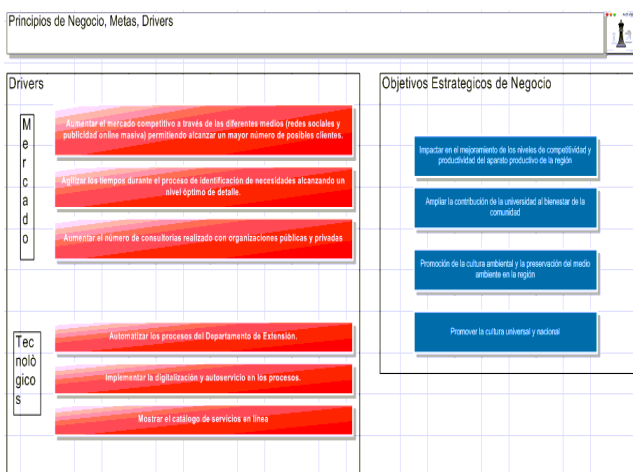 Principios de Negocio, Metas, Drivers
Drivers
Mercado
Aumentar el mercado competitivo a través de las diferentes medios (redes sociales y
publicidad online masiva) permitiendo alcanzar un mayor número de posibles clientes.
Agilizar los tiempos durante el proceso de identificación de necesidades alcanzando un
nivel óptimo de detalle.
Aumentar el número de consultorías realizado con organizaciones públicas y privadas
Tec
nolò
gico
s
Automatizar los procesos del Departamento de Extensión.
Implementar la digitalización y autoservicio en los procesos.
Mostrar el catálogo de servicios en línea
Objetivos Estrategicos de Negocio
Impactar en el mejoramiento de los niveles de competitividad y
productividad del aparato productivo de la región
Ampliar la contribución de la universidad al bienestar de la
comunidad
Promoción de la cultura ambiental y la preservación del medio
ambiente en la región
Promover la cultura universal y nacional